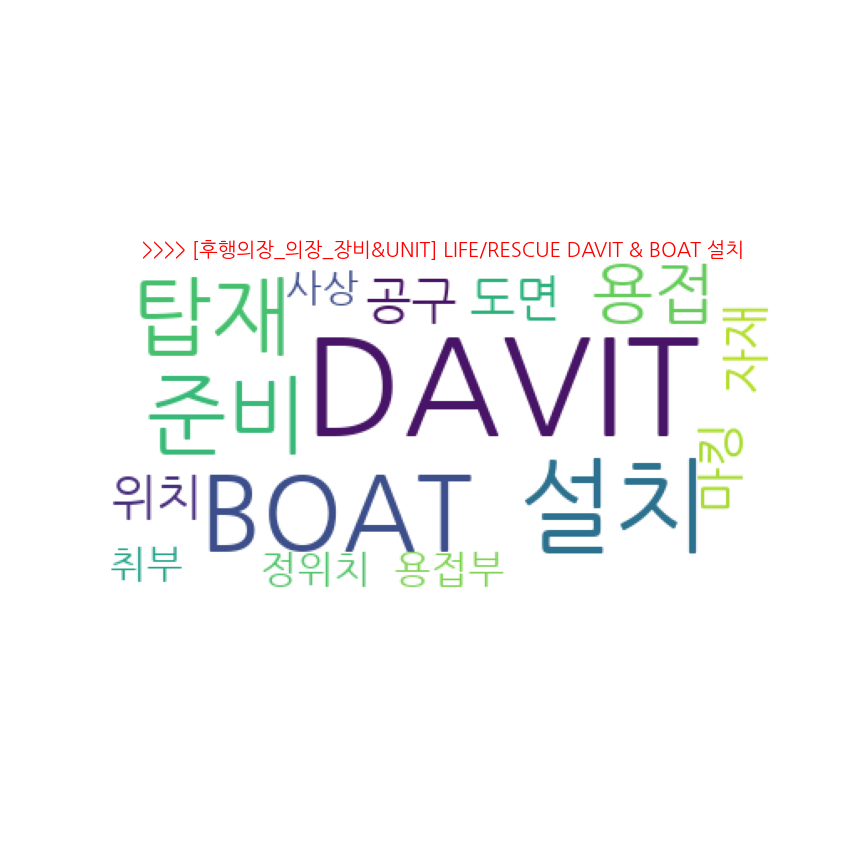 >>>> [후행의장_의장_장비&UNIT] LIFE/RESCUE DAVIT & BOAT 설치
탑재
사상
공구
도면
용접
자재
준비
DAVIT
마킹
위치
BOAT
설치
취부
정위치
용접부